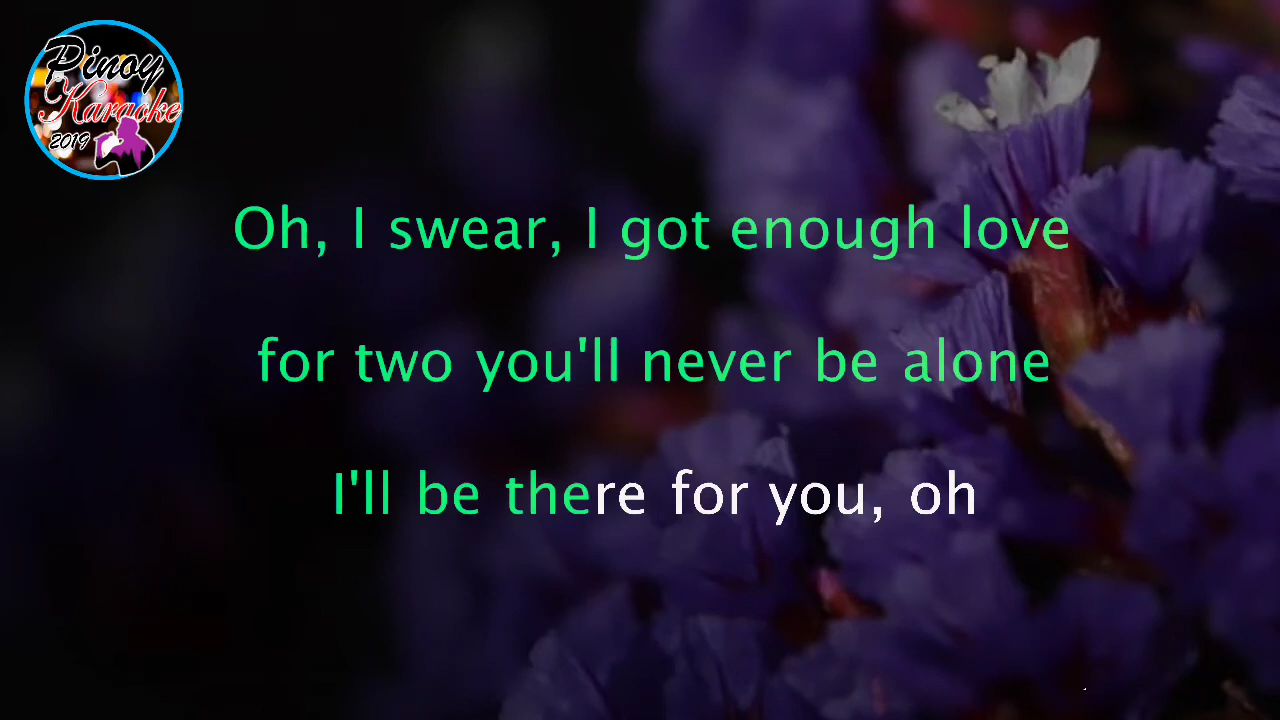 Pinoy
Karaoke
2019
Oh, I swear, I got enough love
for two you'll never be alone
I'll be there for you, oh